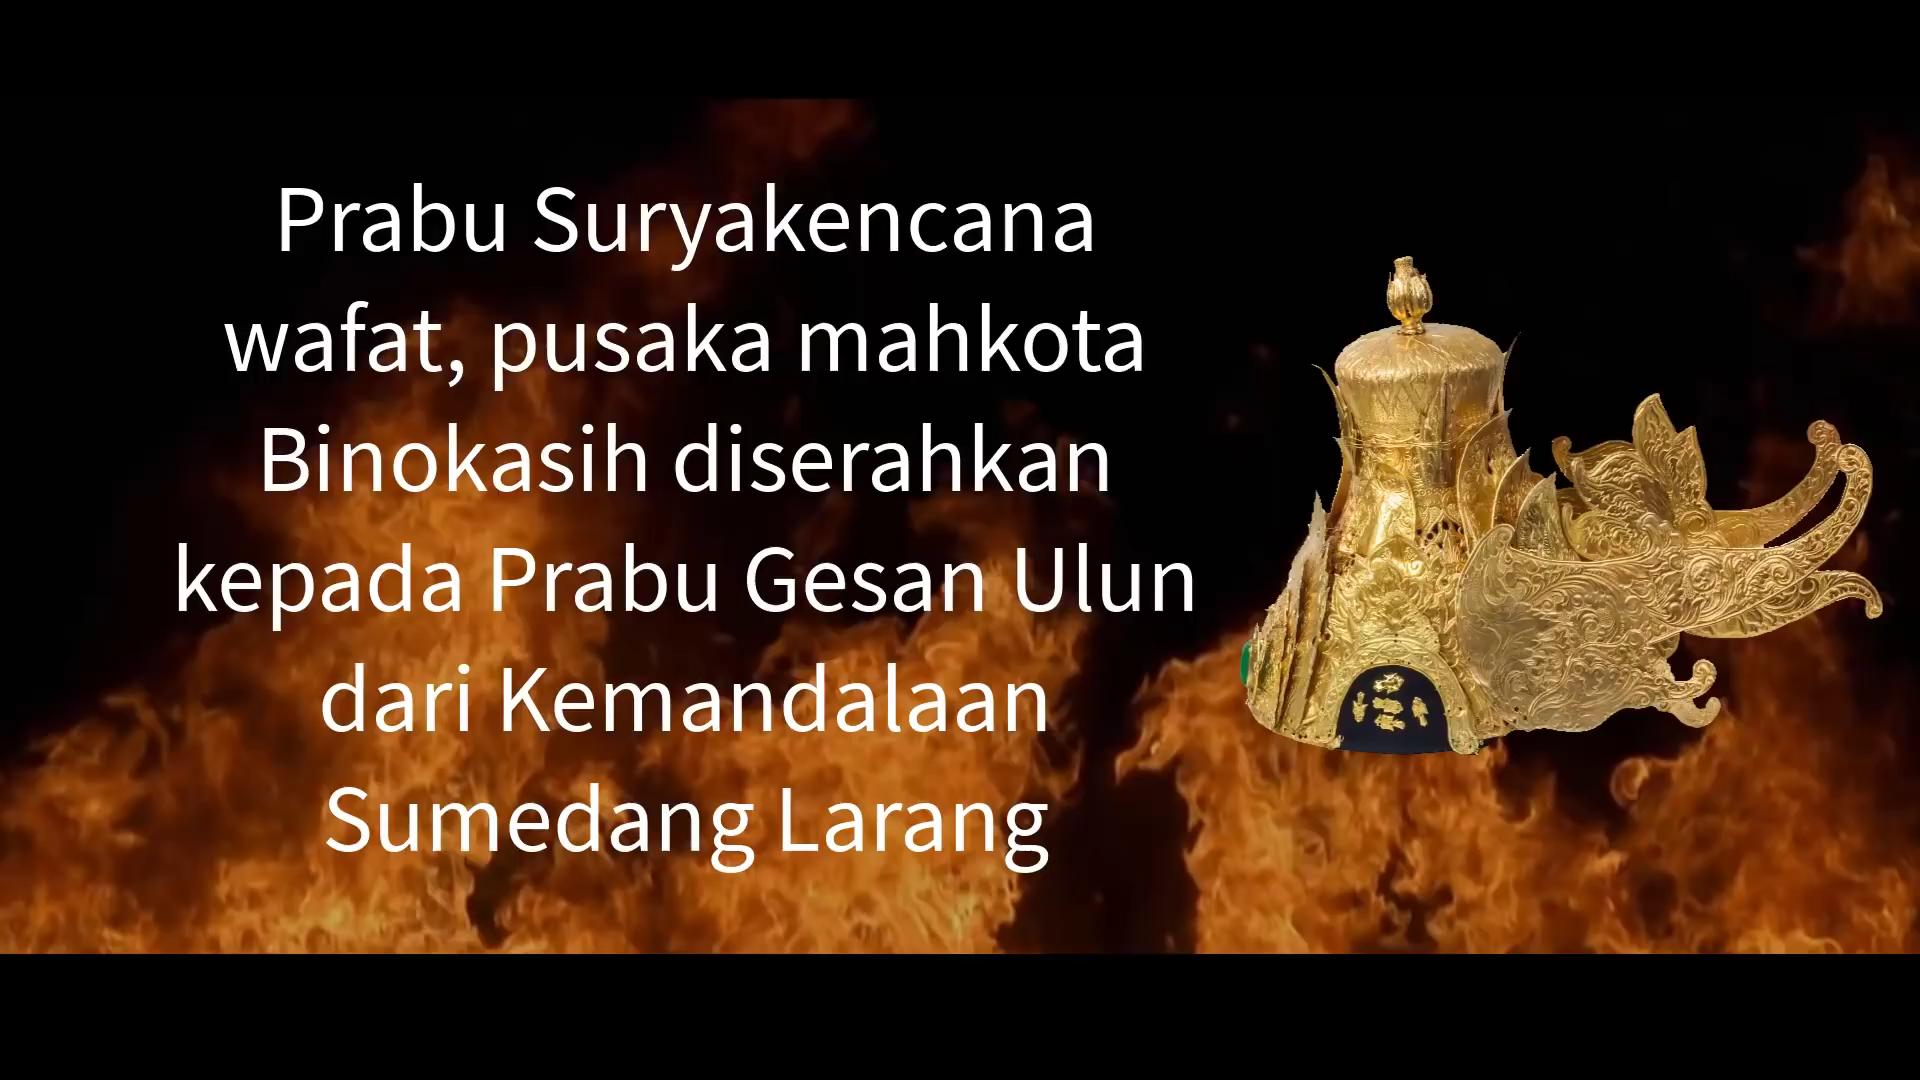 Prabu Suryakencana
wafat, pusaka mahkota
Binokasih diserahkan
kepada Prabu Gesan Ulun
dari Kemandalaan
Sumedang Larang